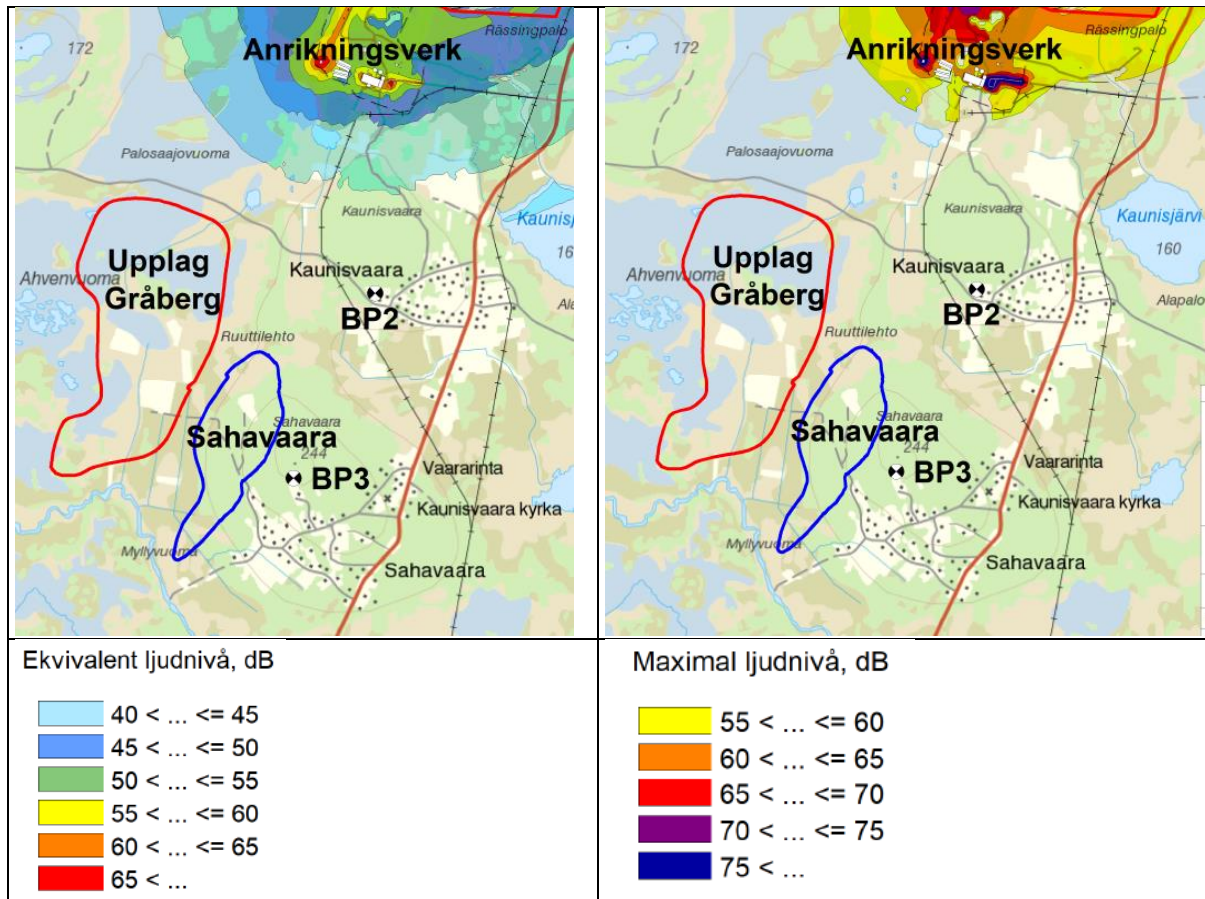 172
Anrikningsverk
Rässingpalo
Palosaajovuoma
Kaunisvaara
Kaunisj
16
Upplag
Gråberg
Ahvenvuoma
Kaunisvaara
BP2
Ala
Ruuttilehto
Sahavaara
Sahavaara
244
BP3
Vaararinta
Kaunisvaara kyrka
Myllyvuoma
Sahavaara
172
Anrikningsverk
Rässingpalo
Palosaajovuoma
Kaunisvaara
Kaunisjärvi
160
Upplag
Gråberg
Ahvenvuoma
Kaunisvaara
BP2
Alapalo
Ruuttilehto
Sahavaara
Sahavaara
244
BP3
Vaararinta
Kaunisvaara kyrka
Myllyvuoma
Sahavaara
Ekvivalent ljudnivå, dB
40 < ... <= 45
45 < ... <= 50
50 < ... <= 55
55 < ... <= 60
60 < ... <= 65
65 < ...
Maximal ljudnivå, dB
55 < ... <= 60
60 < ... <= 65
65 < ... <= 70
70 < ... <= 75
75 < ...